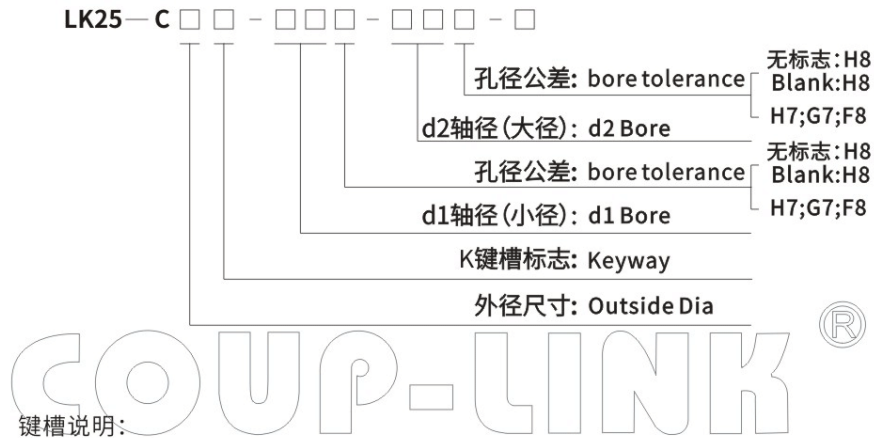 LK25—C□□-□□□-□□□-□
孔径公差: bore tolerance
无标志:H8
Blank:H8
H7;G7;F8
d2轴径(大径): d2 Bore
孔径公差: bore tolerance
无标志:H8
Blank:H8
H7;G7;F8
d1轴径(小径): d1 Bore
K键槽标志: Keyway
外径尺寸: Outside Dia
COUP-LINK®
键槽说明: